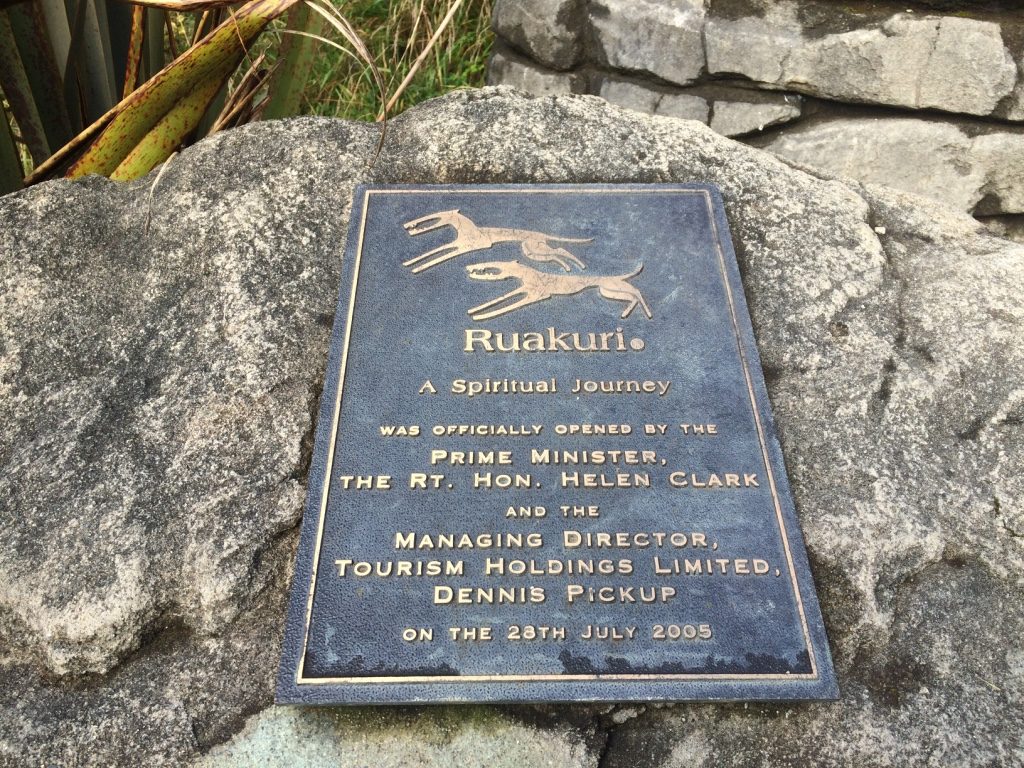 Ruakuri.
A Spiritual Journey
WAS OFFICIALLY OPENED BY THE
PRIME MINISTER,
THE RT. HON. HELEN CLARK
AND THE
MANAGING DIRECTOR,
TOURISM HOLDINGS LIMITED,
DENNIS PICKUP
ON THE 28TH JULY 2005